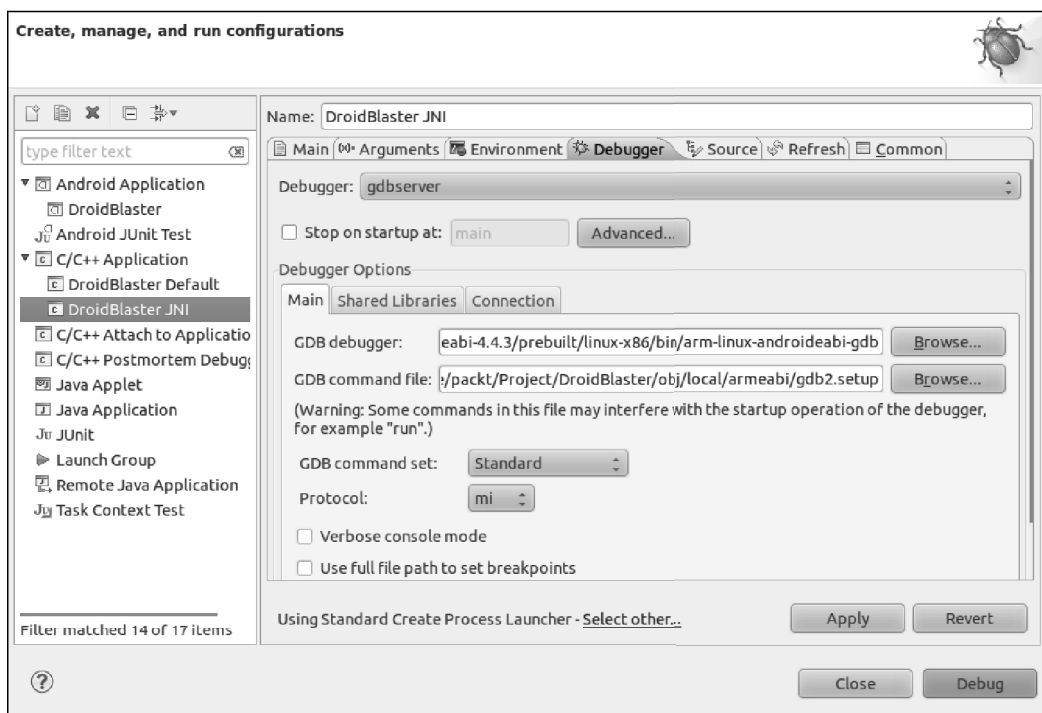 Create, manage, and run configurations
type filter text
Android Application
DroidBlaster
Android JUnit Test
C/C++ Application
DroidBlaster Default
DroidBlaster JNI
C/C++ Attach to Applicatio
C/C++ Postmortem Debugg
Java Applet
Java Application
JUnit
Launch Group
Remote Java Application
Task Context Test
Filter matched 14 of 17 items
Name: DroidBlaster JNI
Main Arguments Environment Debugger Source Refresh Common
Debugger: gdbserver
Stop on startup at: main Advanced...
Debugger Options
Main Shared Libraries Connection
GDB debugger: eabi-4.4.3/prebuilt/linux-x86/bin/arm-linux-androideabi-gdb Browse...
GDB command file: /packt/Project/DroidBlaster/obj/local/armeabi/gdb2.setup Browse...
(Warning: Some commands in this file may interfere with the startup operation of the debugger,
for example "run".)
GDB command set: Standard
Protocol: mi
Verbose console mode
Use full file path to set breakpoints
Using Standard Create Process Launcher - Select other...
Apply Revert
Close Debug